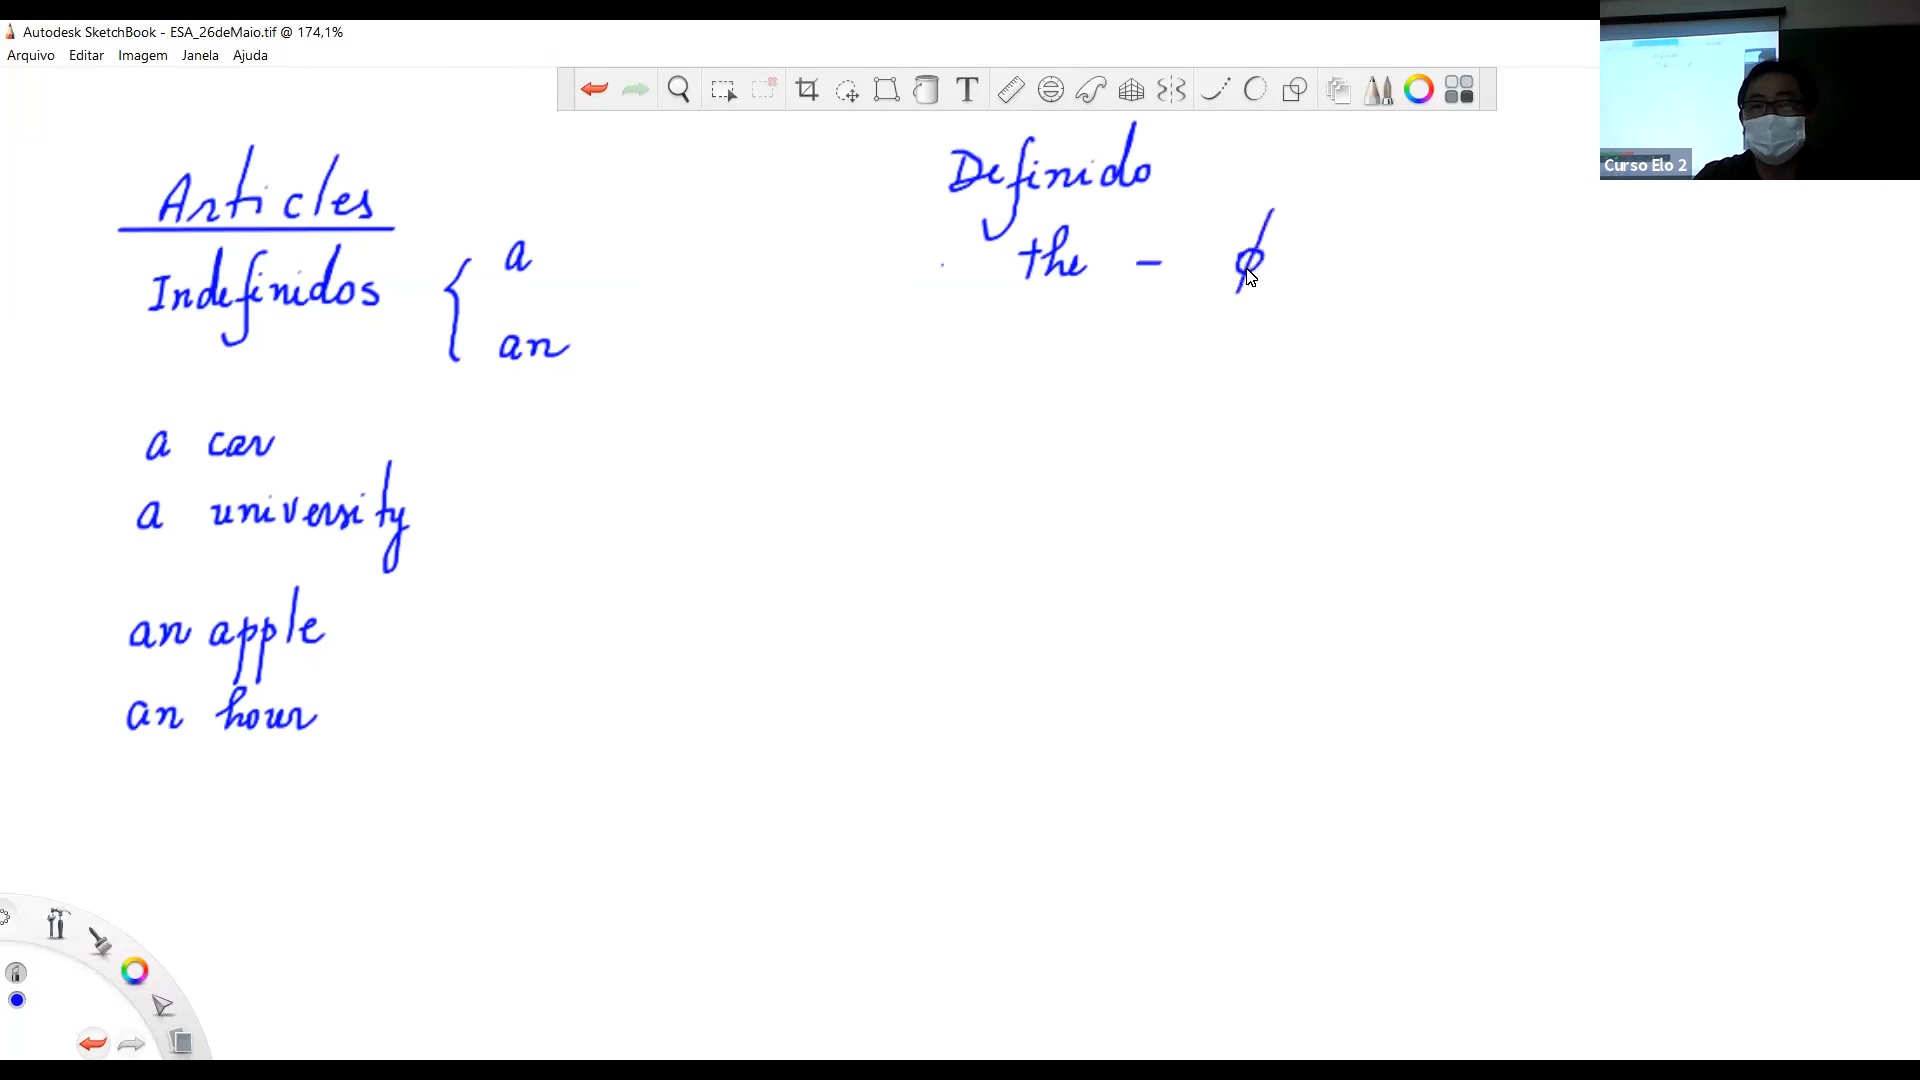 Autodesk SketchBook - ESA_26deMaio.tif @ 174,1%
Arquivo Editar Imagem Janela Ajuda
T
Curso Elo 2
Articles
Indefinidos { a
an
a car
a university
an apple
an hour
Definido
the - ϕ